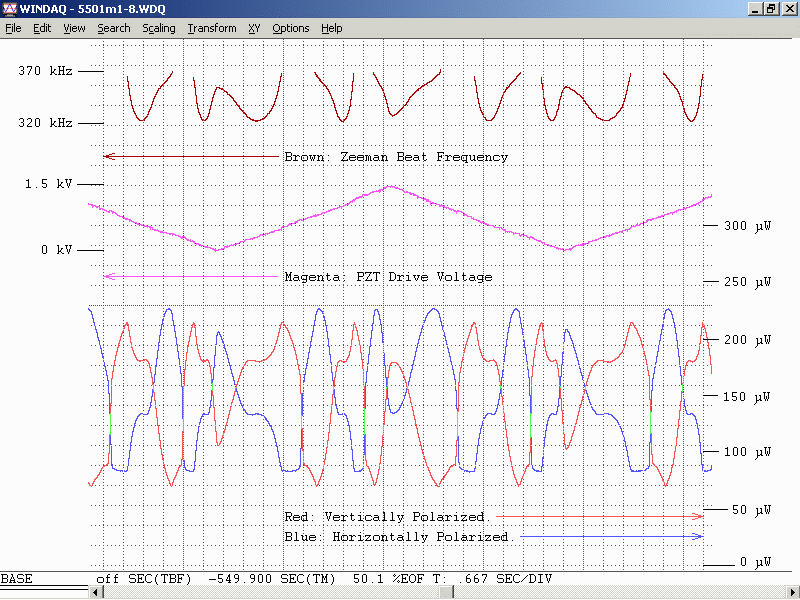 WINDAQ - 5501m1-8.WDQ
File Edit View Search Scaling Transform XY Options Help
370 kHz
320 kHz
Brown: Zeeman Beat Frequency
1.5 kV
300 µW
0 kV
Magenta: PZT Drive Voltage
250 µW
200 µW
150 µW
100 µW
50 µW
Red: Vertically Polarized.
Blue: Horizontally Polarized.
0 µW
BASE off SEC(TBF) -549.900 SEC(TM) 50.1 %EOF T: .667 SEC/DIV